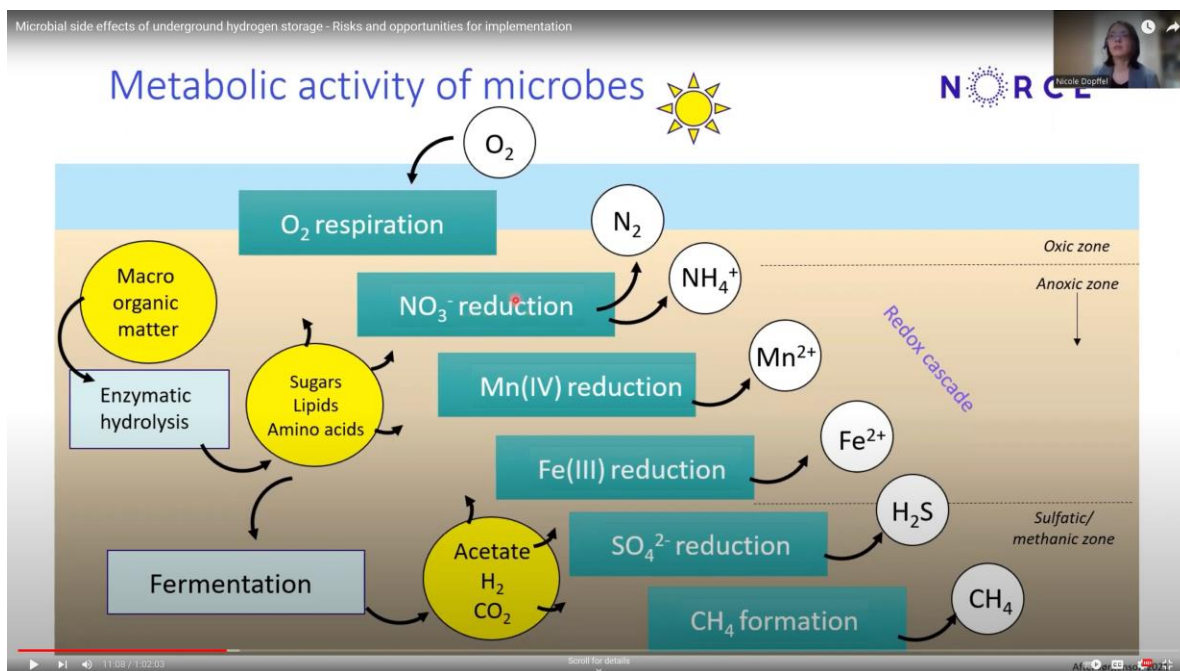 Microbial side effects of underground hydrogen storage - Risks and opportunities for implementation
Nicole Dopffel
Metabolic activity of microbes
O₂
O₂ respiration
N₂
Oxic zone
Macro
organic
matter
NO₃⁻ reduction
NH₄⁺
Anoxic zone
Redox cascade
Enzymatic
hydrolysis
Sugars
Lipids
Amino acids
Mn(IV) reduction
Mn²⁺
Fe(III) reduction
Fe²⁺
H₂S
Sulfatic/
methanic zone
Fermentation
Acetate
H₂
CO₂
SO₄²⁻ reduction
CH₄ formation
CH₄
11:08 / 1:02:03
Scroll for details